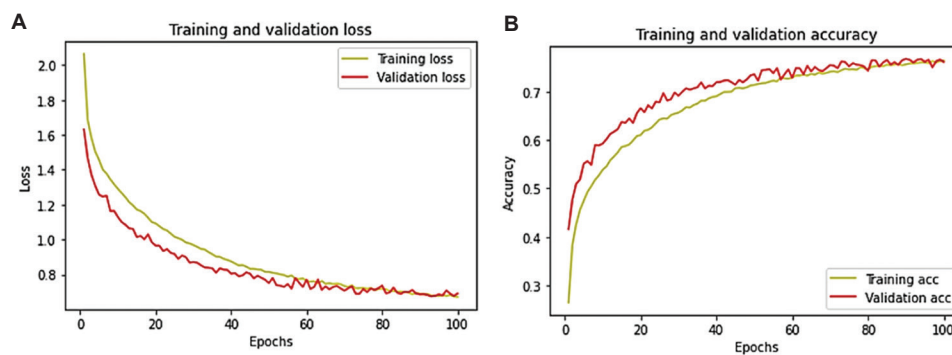 A
Training and validation loss
Training loss
Validation loss
Loss
2.0
1.8
1.6
1.4
1.2
1.0
0.8
0 20 40 60 80 100
Epochs
B
Training and validation accuracy
Accuracy
0.7
0.6
0.5
0.4
0.3
Training acc
Validation acc
0 20 40 60 80 100
Epochs